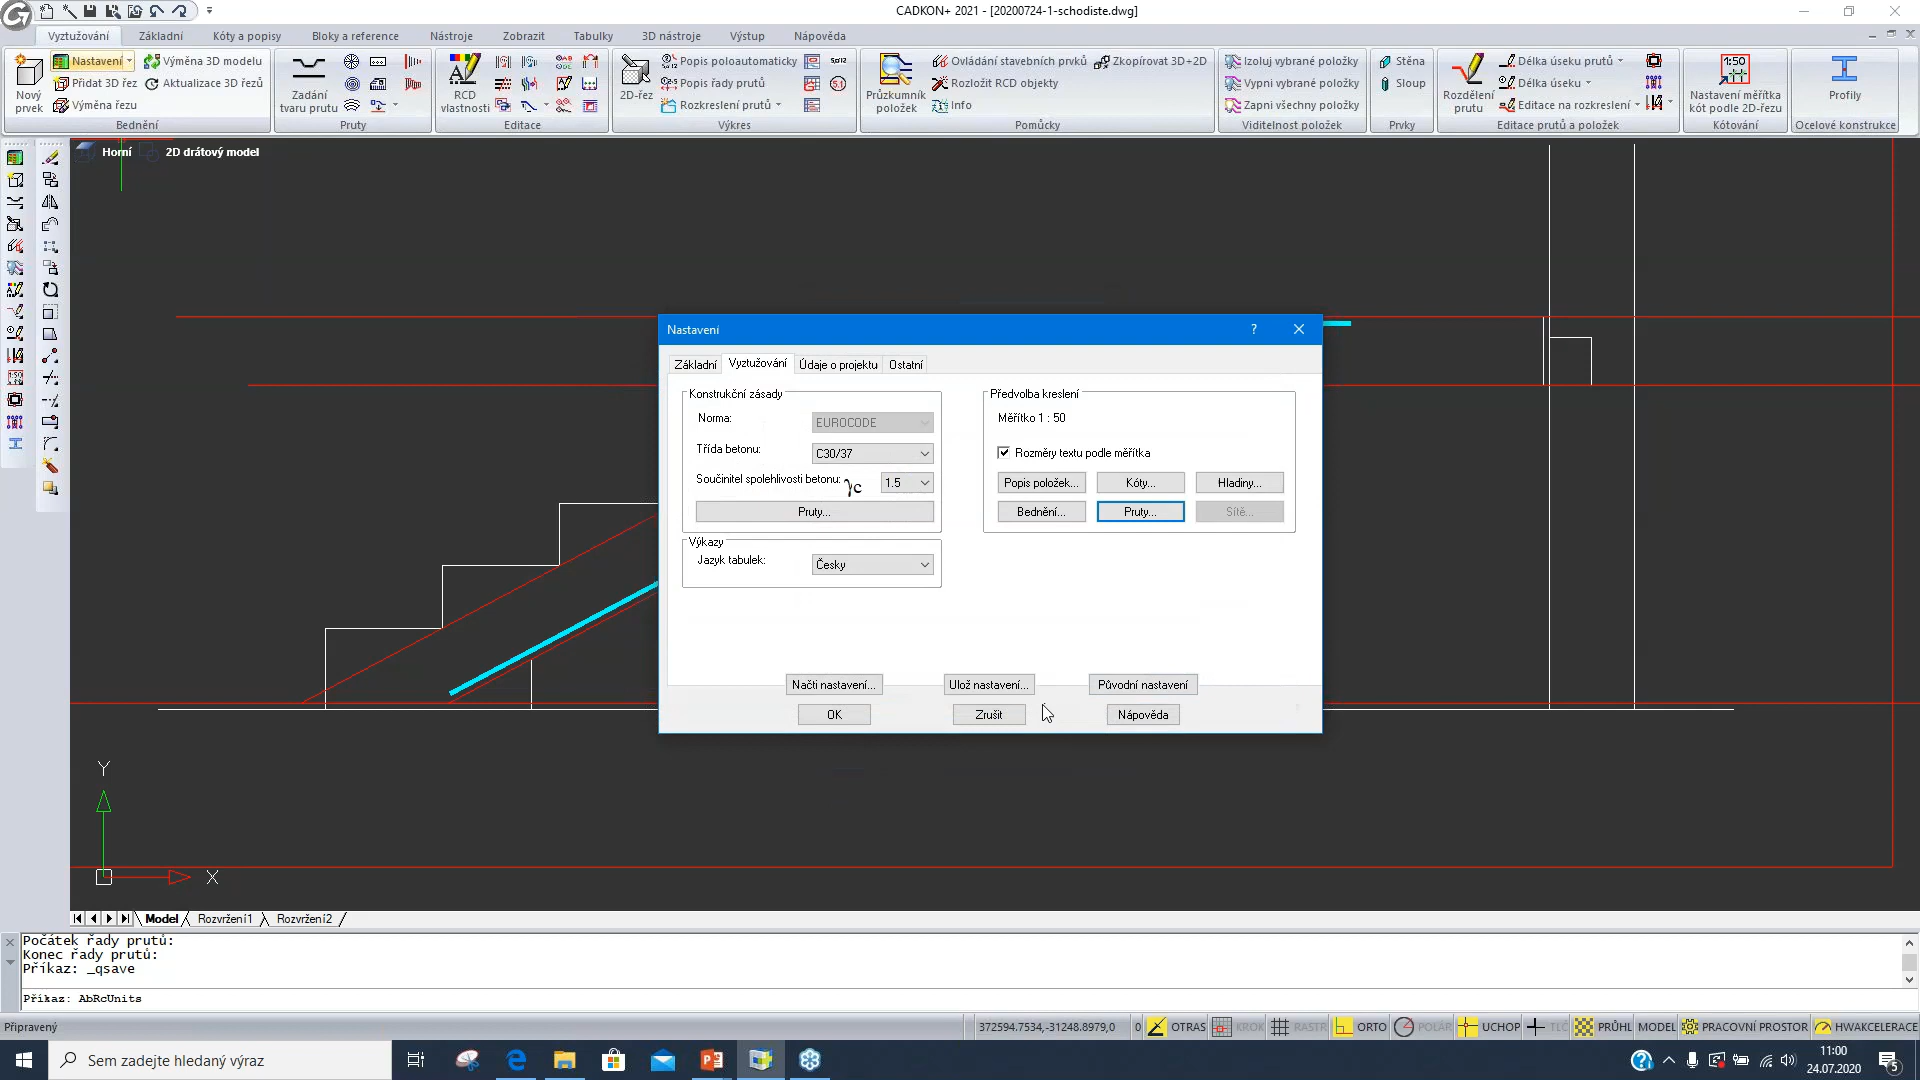 CADKON+ 2021 - [20200724-1-schodiste.dwg]
Vyztužování Základní Kóty a popisy Bloky a reference Nástroje Zobrazit Tabulky 3D nástroje Výstup Nápověda
Nový prvek
Nastavení
Výměna 3D modelu
Přidat 3D řez
Aktualizace 3D řezů
Výměna řezu
Bednění
Zadání tvaru prutu
Pruty
RCD vlastnosti
Editace
2D-řez
Popis poloautomaticky
Popis řady prutů
Rozkreslení prutů
Výkres
Průzkumník položek
Ovládání stavebních prvků
Zkopírovat 3D+2D
Rozložit RCD objekty
Info
Pomůcky
Izoluj vybrané položky
Vypni vybrané položky
Zapni všechny položky
Viditelnost položek
Stěna
Sloup
Prvky
Rozdělení prutu
Délka úseku prutů
Délka úseku
Editace na rozkreslení
Editace prutů a položek
1:50
Nastavení měřítka kót podle 2D-řezu
Kótování
Profily
Ocelové konstrukce
Horní 2D drátový model
Nastavení
?
Základní Vyztužování Údaje o projektu Ostatní
Konstrukční zásady
Norma: EUROCODE
Třída betonu: C30/37
Součinitel spolehlivosti betonu: γc 1.5
Pruty...
Výkazy
Jazyk tabulek: Česky
Předvolba kreslení
Měřítko 1 : 50
Rozměry textu podle měřítka
Popis položek... Kóty... Hladiny...
Bednění... Pruty... Sítě...
Načti nastavení... Ulož nastavení... Původní nastavení
OK Zrušit Nápověda
Y
X
Model Rozvržení1 Rozvržení2
Počátek řady prutů:
Konec řady prutů:
Příkaz: _qsave
Příkaz: AbRcUnits
Připravený
372594.7534,-31248.8979,0 0 OTRAS KROK RASTR ORTO POLÁR UCHOP TLČ PRŮHL MODEL PRACOVNÍ PROSTOR HWAKCELERACE
Sem zadejte hledaný výraz
11:00
24.07.2020
5